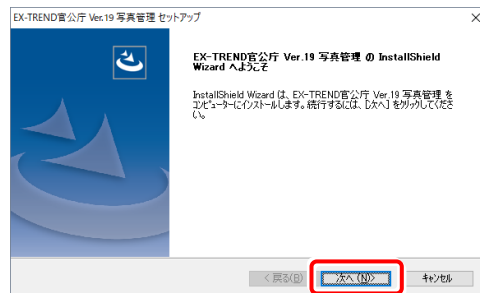 EX-TREND官公庁 Ver.19 写真管理 セットアップ
EX-TREND官公庁 Ver.19 写真管理 の InstallShield
Wizard へようこそ
InstallShield Wizard は、EX-TREND官公庁 Ver.19 写真管理 を
コンピューターにインストールします。続行するには、[次へ] をクリックしてくださ
い。
< 戻る(B)
次へ(N)>
キャンセル